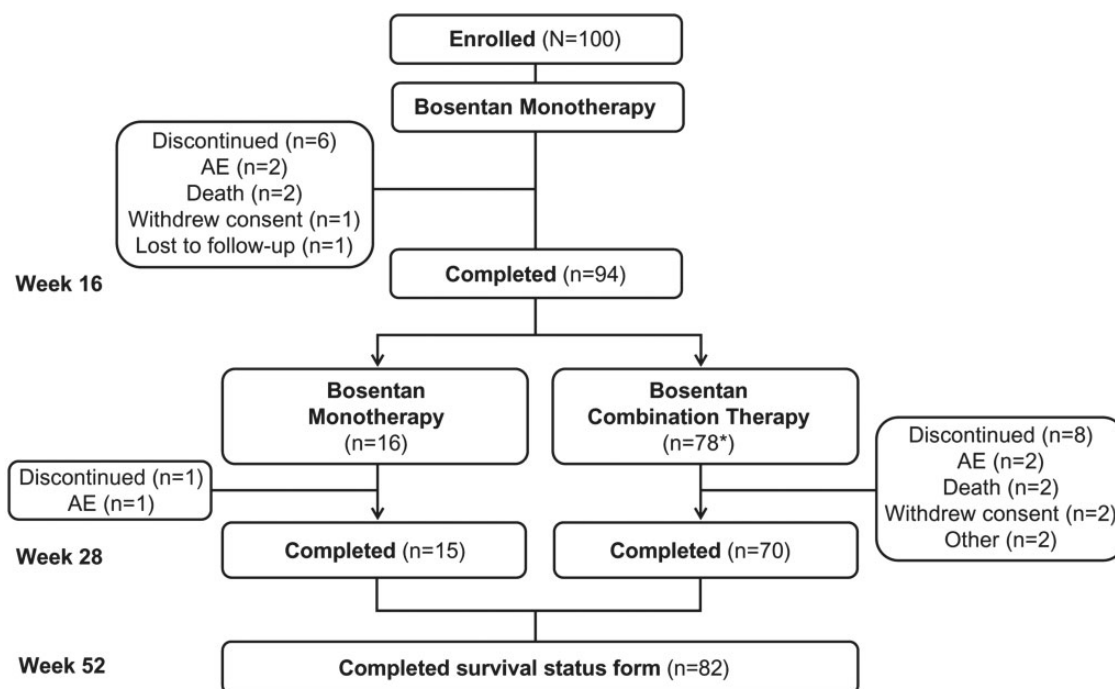 Enrolled (N=100)
Bosentan Monotherapy
Discontinued (n=6)
AE (n=2)
Death (n=2)
Withdrew consent (n=1)
Lost to follow-up (n=1)
Week 16
Completed (n=94)
Bosentan
Monotherapy
(n=16)
Bosentan
Combination Therapy
(n=78*)
Discontinued (n=1)
AE (n=1)
Discontinued (n=8)
AE (n=2)
Death (n=2)
Withdrew consent (n=2)
Other (n=2)
Week 28
Completed (n=15)
Completed (n=70)
Week 52
Completed survival status form (n=82)